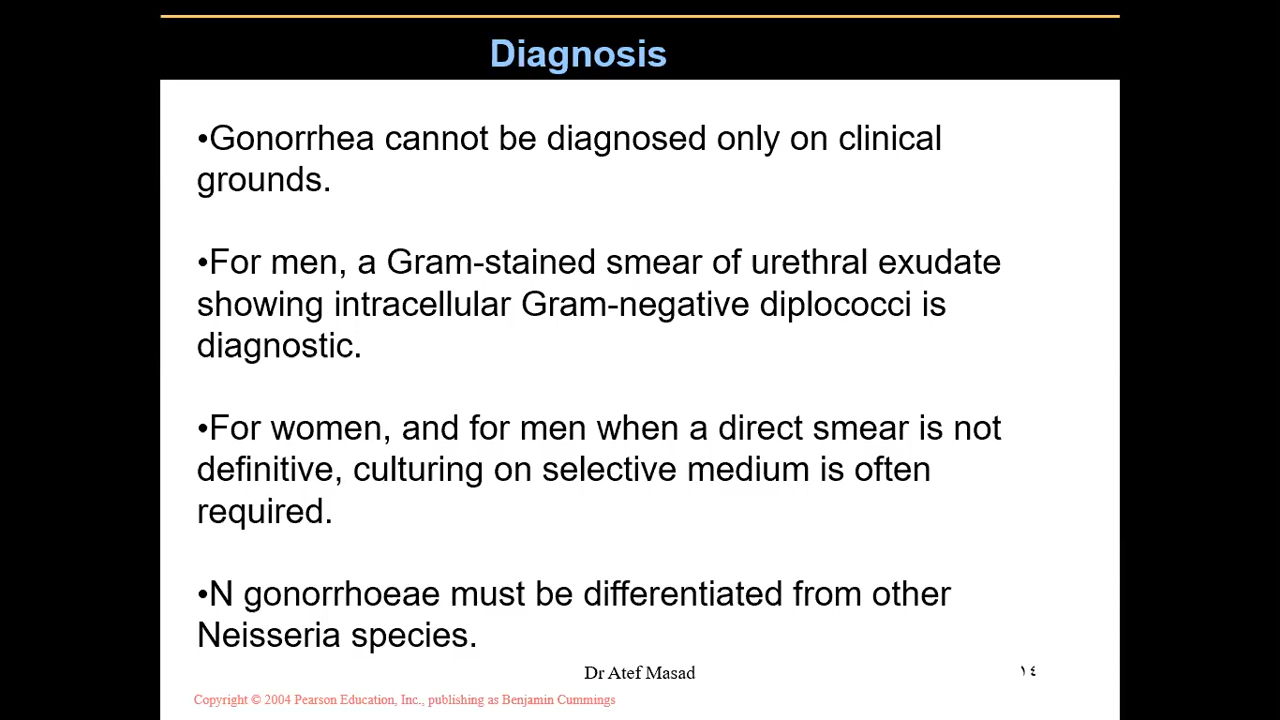 Diagnosis
•Gonorrhea cannot be diagnosed only on clinical
grounds.
•For men, a Gram-stained smear of urethral exudate
showing intracellular Gram-negative diplococci is
diagnostic.
•For women, and for men when a direct smear is not
definitive, culturing on selective medium is often
required.
•N gonorrhoeae must be differentiated from other
Neisseria species.
Dr Atef Masad
١٤
Copyright © 2004 Pearson Education, Inc., publishing as Benjamin Cummings